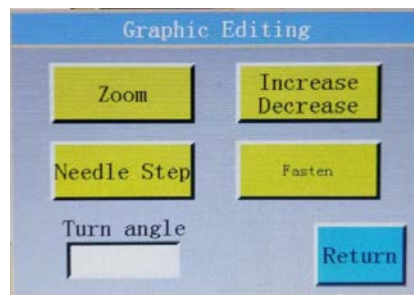 Graphic Editing
Zoom
Increase
Decrease
Needle Step
Fasten
Turn angle
Return